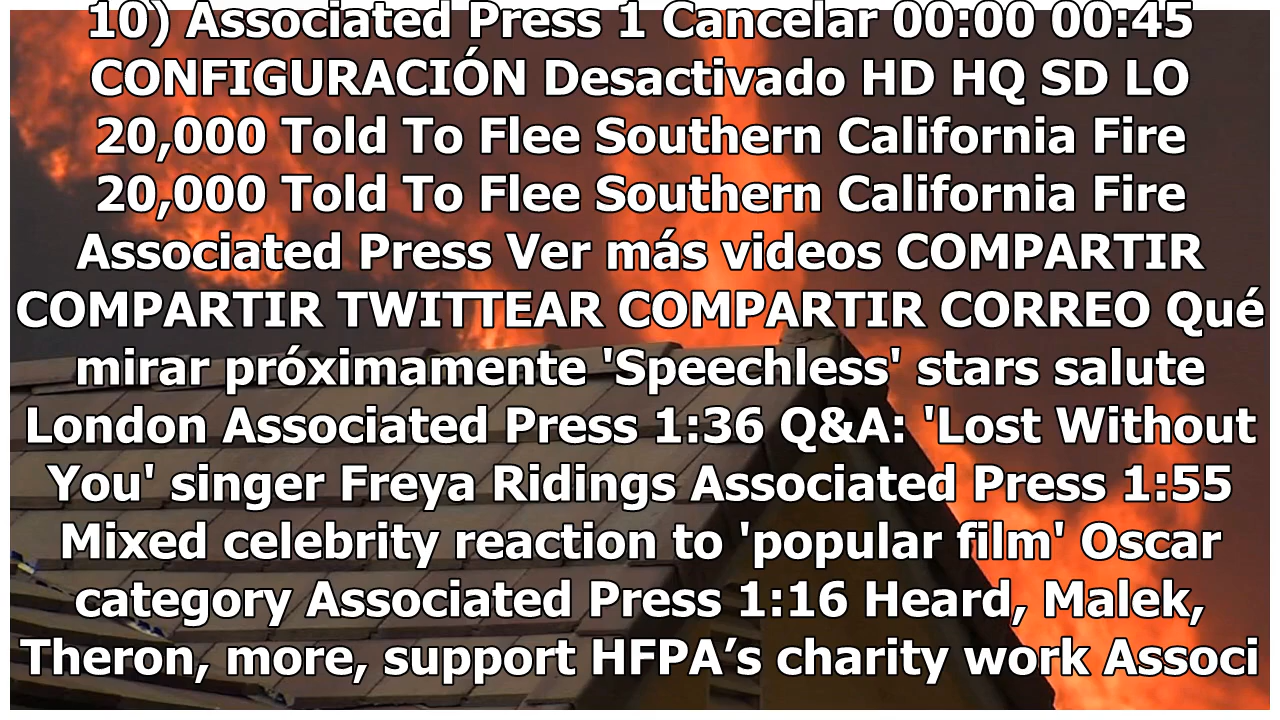 10) Associated Press 1 Cancelar 00:00 00:45
CONFIGURACIÓN Desactivado HD HQ SD LO
20,000 Told To Flee Southern California Fire
20,000 Told To Flee Southern California Fire
Associated Press Ver más videos COMPARTIR
COMPARTIR TWITTEAR COMPARTIR CORREO Qué
mirar próximamente 'Speechless' stars salute
London Associated Press 1:36 Q&A: 'Lost Without
You' singer Freya Ridings Associated Press 1:55
Mixed celebrity reaction to 'popular film' Oscar
category Associated Press 1:16 Heard, Malek,
Theron, more, support HFPA’s charity work Associ